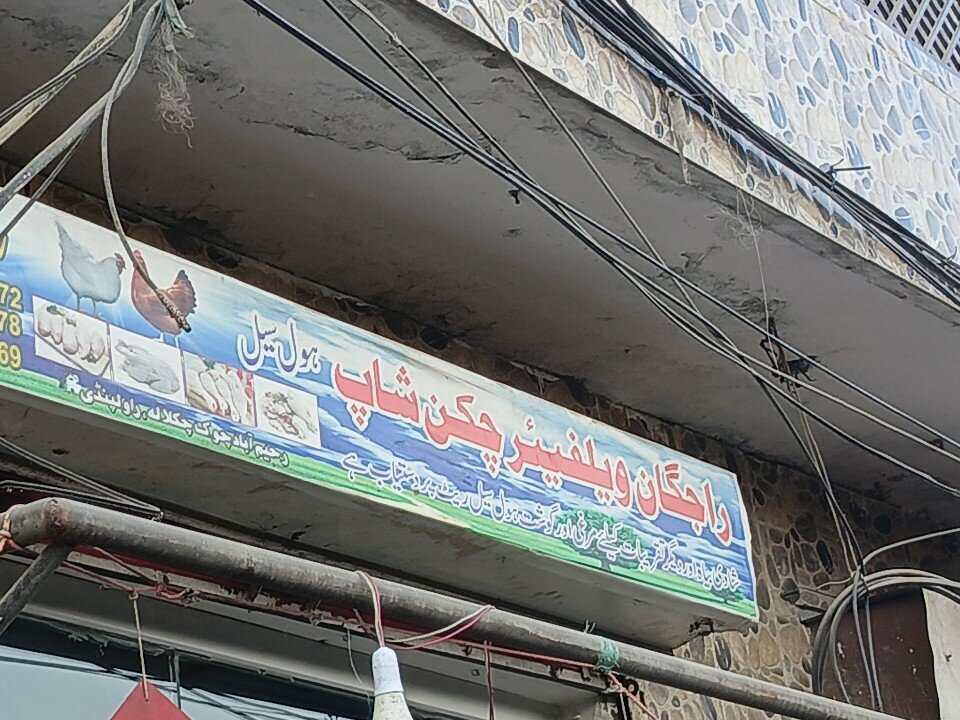 راجگان ویلفیئر چکن شاپ ہول سیل
شادی بیاہ اور دیگر تقریبات کیلئے مرغی اور گوشت ہول سیل ریٹ پر دستیاب ہے
رحیم آباد چوک چکلالہ راولپنڈی
72
78
69